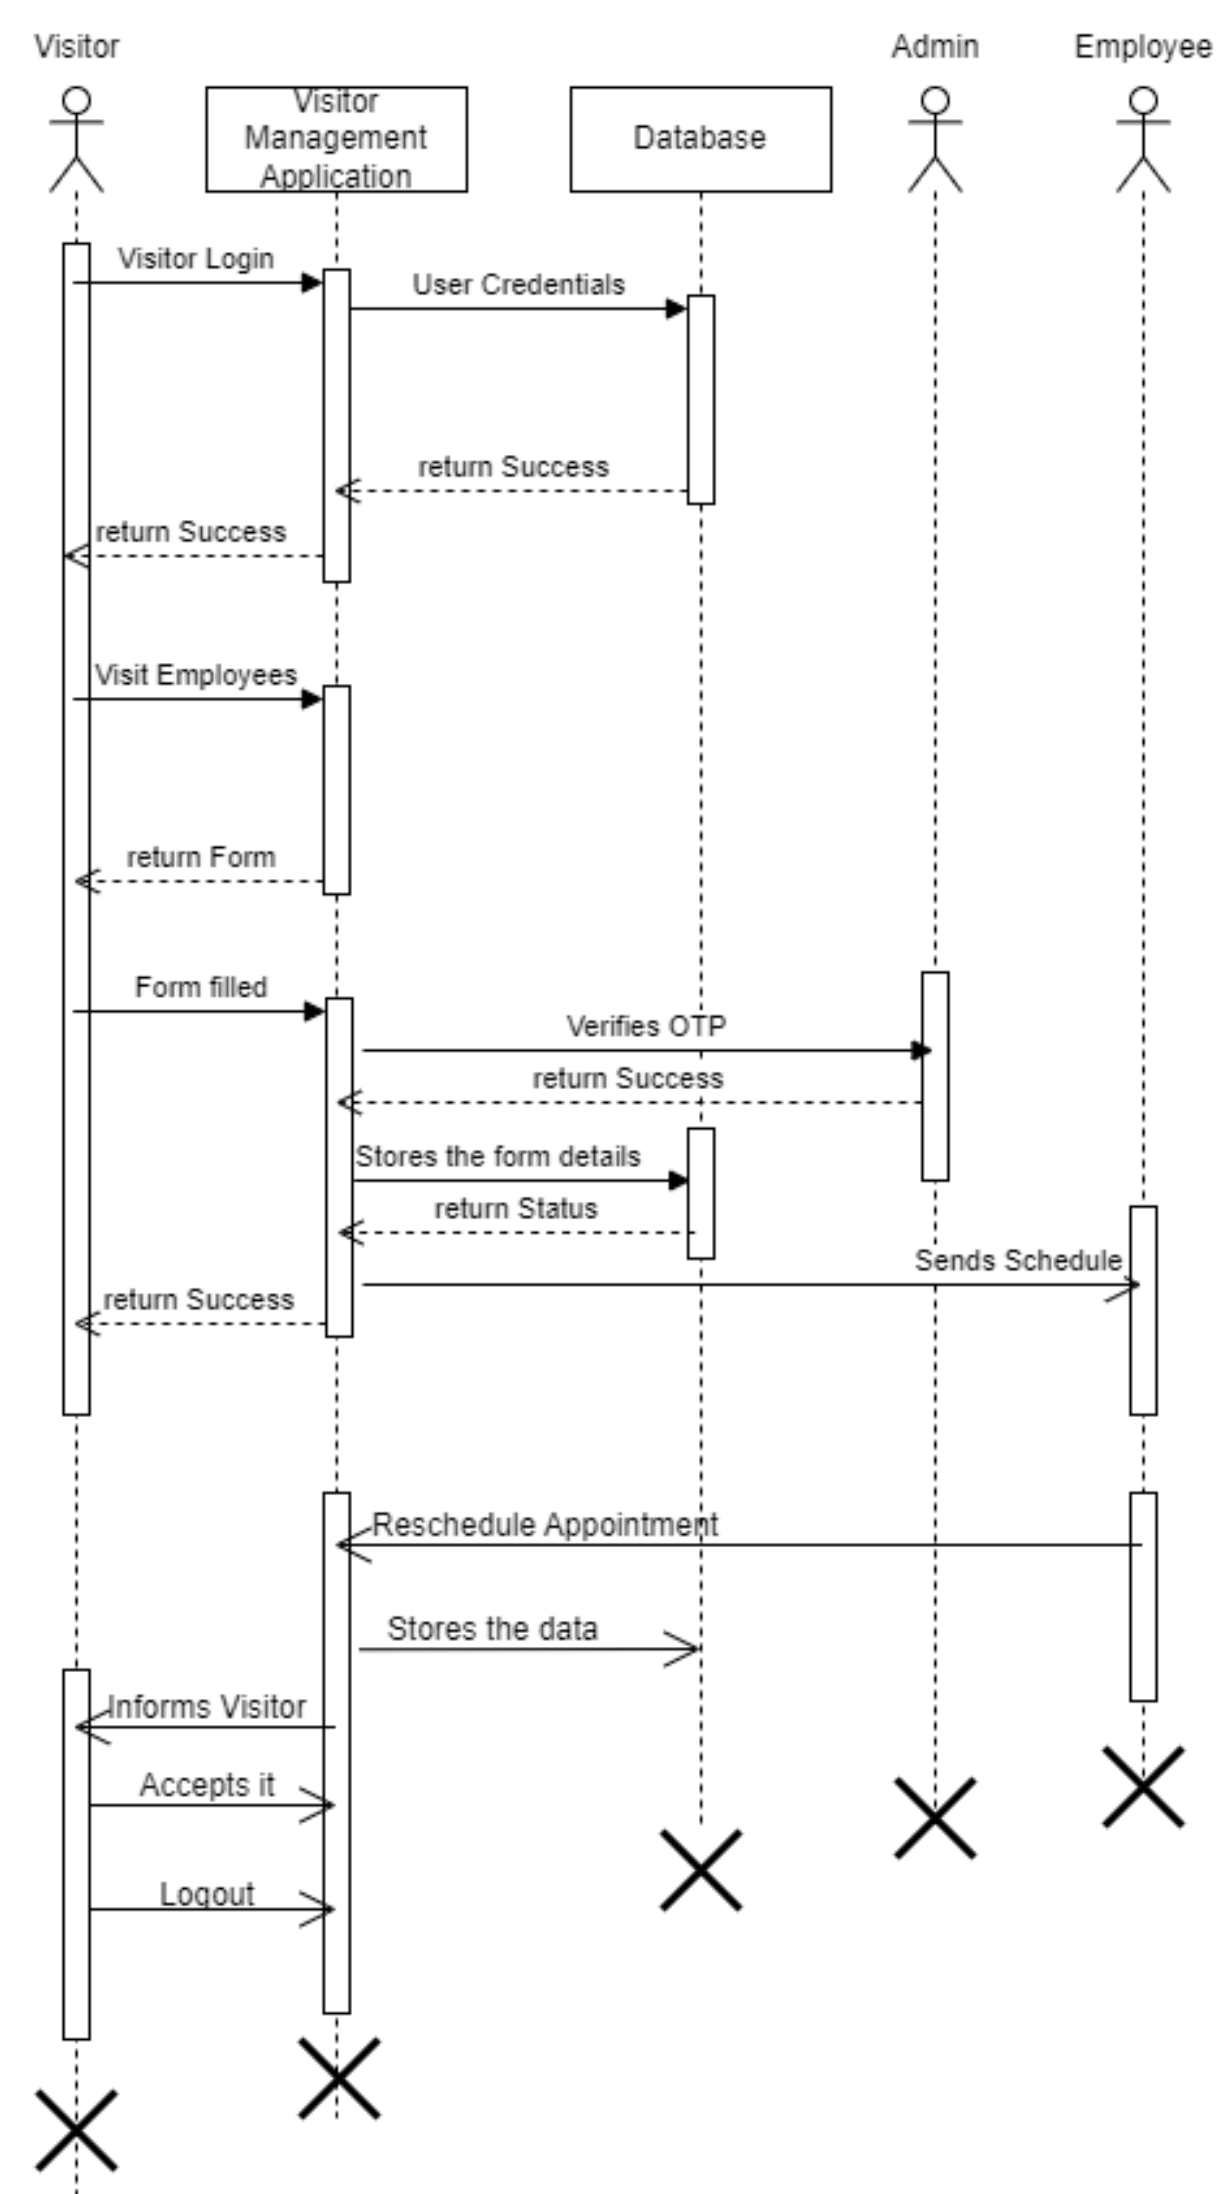 Visitor
Admin
Employee
Visitor
Management
Application
Database
Visitor Login
User Credentials
return Success
return Success
Visit Employees
return Form
Form filled
Verifies OTP
return Success
Stores the form details
return Status
Sends Schedule
return Success
Reschedule Appointment
Stores the data
Informs Visitor
Accepts it
Logout